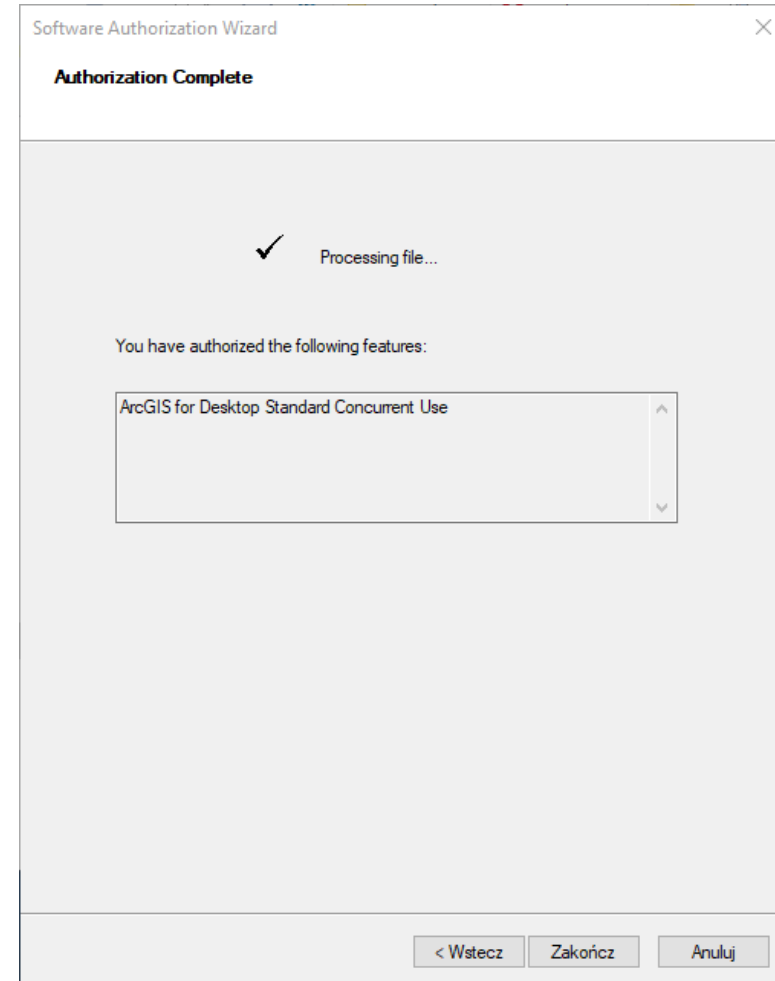 Software Authorization Wizard
Authorization Complete
Processing file...
You have authorized the following features:
ArcGIS for Desktop Standard Concurrent Use
< Wstecz
Zakończ
Anuluj